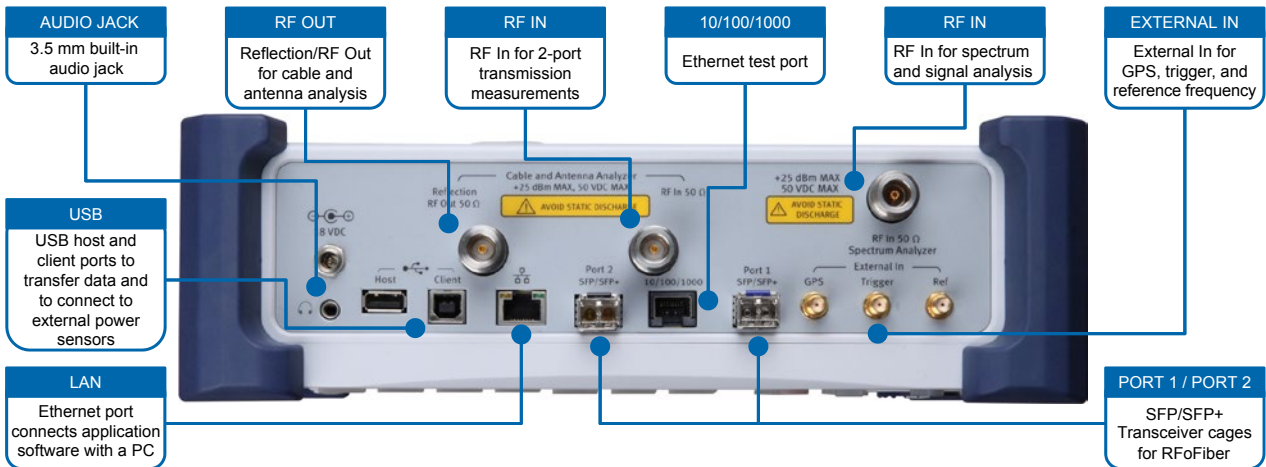 AUDIO JACK
3.5 mm built-in
audio jack
RF OUT
Reflection/RF Out
for cable and
antenna analysis
RF IN
RF In for 2-port
transmission
measurements
10/100/1000
Ethernet test port
RF IN
RF In for spectrum
and signal analysis
EXTERNAL IN
External In for
GPS, trigger, and
reference frequency
USB
USB host and
client ports to
transfer data and
to connect to
external power
sensors
LAN
Ethernet port
connects application
software with a PC
PORT 1 / PORT 2
SFP/SFP+
Transceiver cages
for RFoFiber
Cable and Antenna Analyzer
+25 dBm MAX, 50 VDC MAX
Reflection
RF Out 50 Ω
AVOID STATIC DISCHARGE
RF In 50 Ω
+25 dBm MAX
50 VDC MAX
AVOID STATIC
DISCHARGE
RF In 50 Ω
Spectrum Analyzer
8 VDC
Host
Client
Port 2
SFP/SFP+
10/100/1000
Port 1
SFP/SFP+
External In
GPS
Trigger
Ref